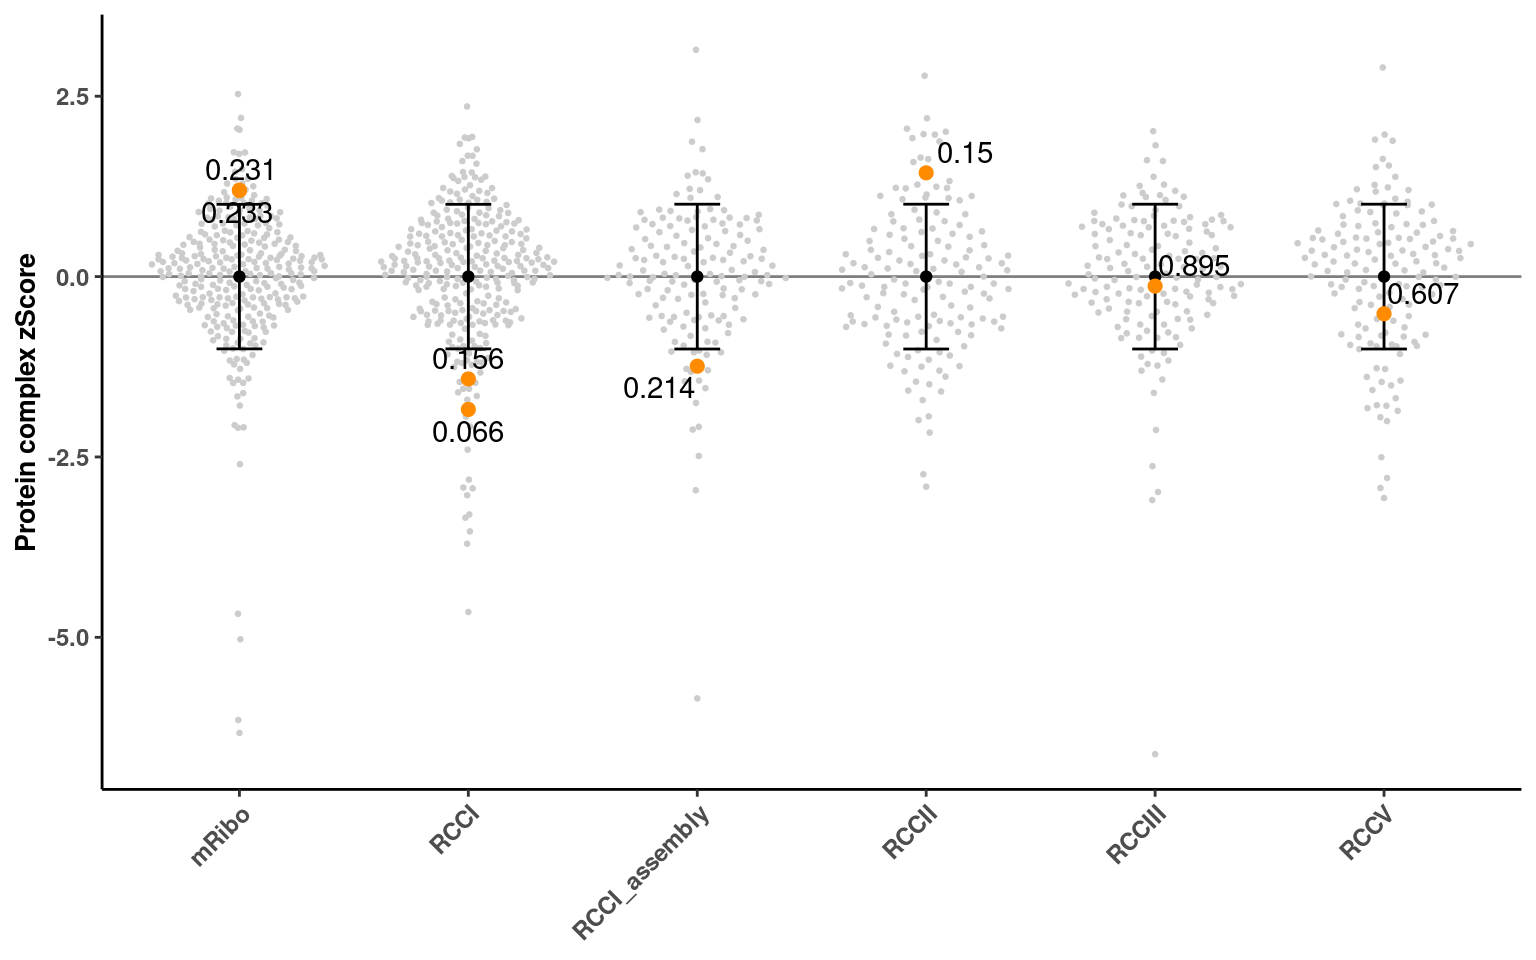 Protein complex zScore
2.5
0.0
-2.5
-5.0
0.231
0.233
0.156
0.066
0.214
0.15
0.895
0.607
mRibo
RCCI
RCCI_assembly
RCCII
RCCIII
RCCV